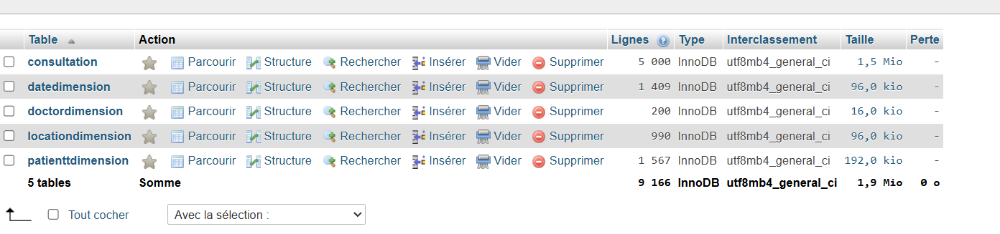 Table Action Lignes Type Interclassement Taille Perte
consultation Parcourir Structure Rechercher Insérer Vider Supprimer 5 000 InnoDB utf8mb4_general_ci 1,5 Mio -
datedimension Parcourir Structure Rechercher Insérer Vider Supprimer 1 409 InnoDB utf8mb4_general_ci 96,0 kio -
doctordimension Parcourir Structure Rechercher Insérer Vider Supprimer 200 InnoDB utf8mb4_general_ci 16,0 kio -
locationdimension Parcourir Structure Rechercher Insérer Vider Supprimer 990 InnoDB utf8mb4_general_ci 96,0 kio -
patienttdimension Parcourir Structure Rechercher Insérer Vider Supprimer 1 567 InnoDB utf8mb4_general_ci 192,0 kio -
5 tables Somme 9 166 InnoDB utf8mb4_general_ci 1,9 Mio 0 o
Tout cocher Avec la sélection :